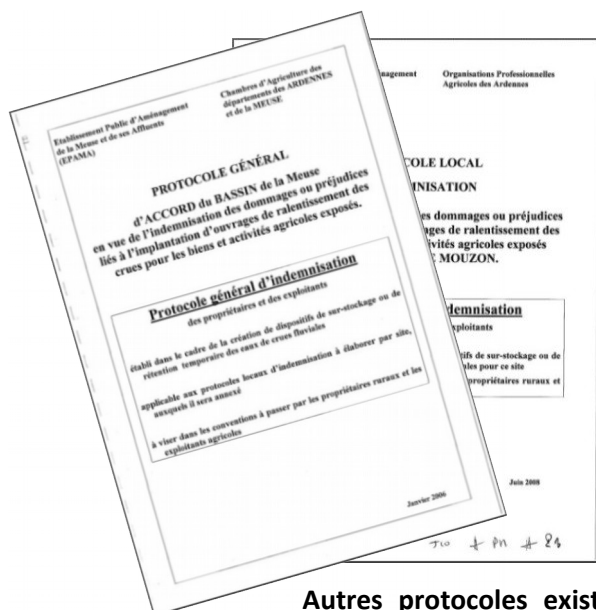 Etablissement Public d'Aménagement
de la Meuse et de ses Affluents
(EPAMA)
Chambres d'Agriculture des
départements des ARDENNES
et de la MEUSE
PROTOCOLE GÉNÉRAL
d'ACCORD du BASSIN de la Meuse
en vue de l'indemnisation des dommages ou préjudices
liés à l'implantation d'ouvrages de ralentissement des
crues pour les biens et activités agricoles exposés.
Protocole général d'indemnisation
des propriétaires et des exploitants
établi dans le cadre de la création de dispositifs de sur-stockage ou de
rétention temporaire des eaux de crues fluviales
applicable aux protocoles locaux d'indemnisation à élaborer par site,
auxquels il sera annexé
à viser dans les conventions à passer par les propriétaires ruraux et les
exploitants agricoles
Janvier 2006
nagement
Organisations Professionnelles
Agricoles des Ardennes
COLE LOCAL
MNISATION
es dommages ou préjudices
ages de ralentissement des
ivités agricoles exposés
MOUZON.
demnisation
xploitants
itifs de sur-stockage ou de
ales pour ce site
propriétaires ruraux et
Juin 2008
Autres protocoles exist